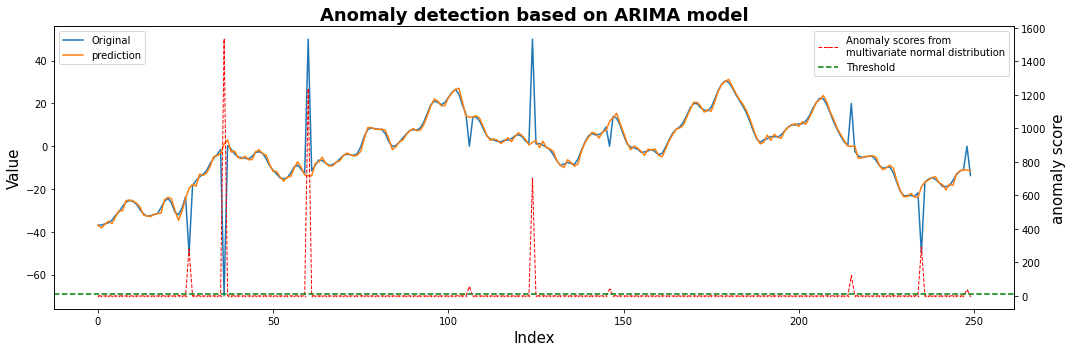 Anomaly detection based on ARIMA model
Original
prediction
Anomaly scores from
multivariate normal distribution
Threshold
Value
40
20
0
−20
−40
−60
1600
1400
1200
1000
800
600
400
200
0
anomaly score
0
50
100
150
200
250
Index